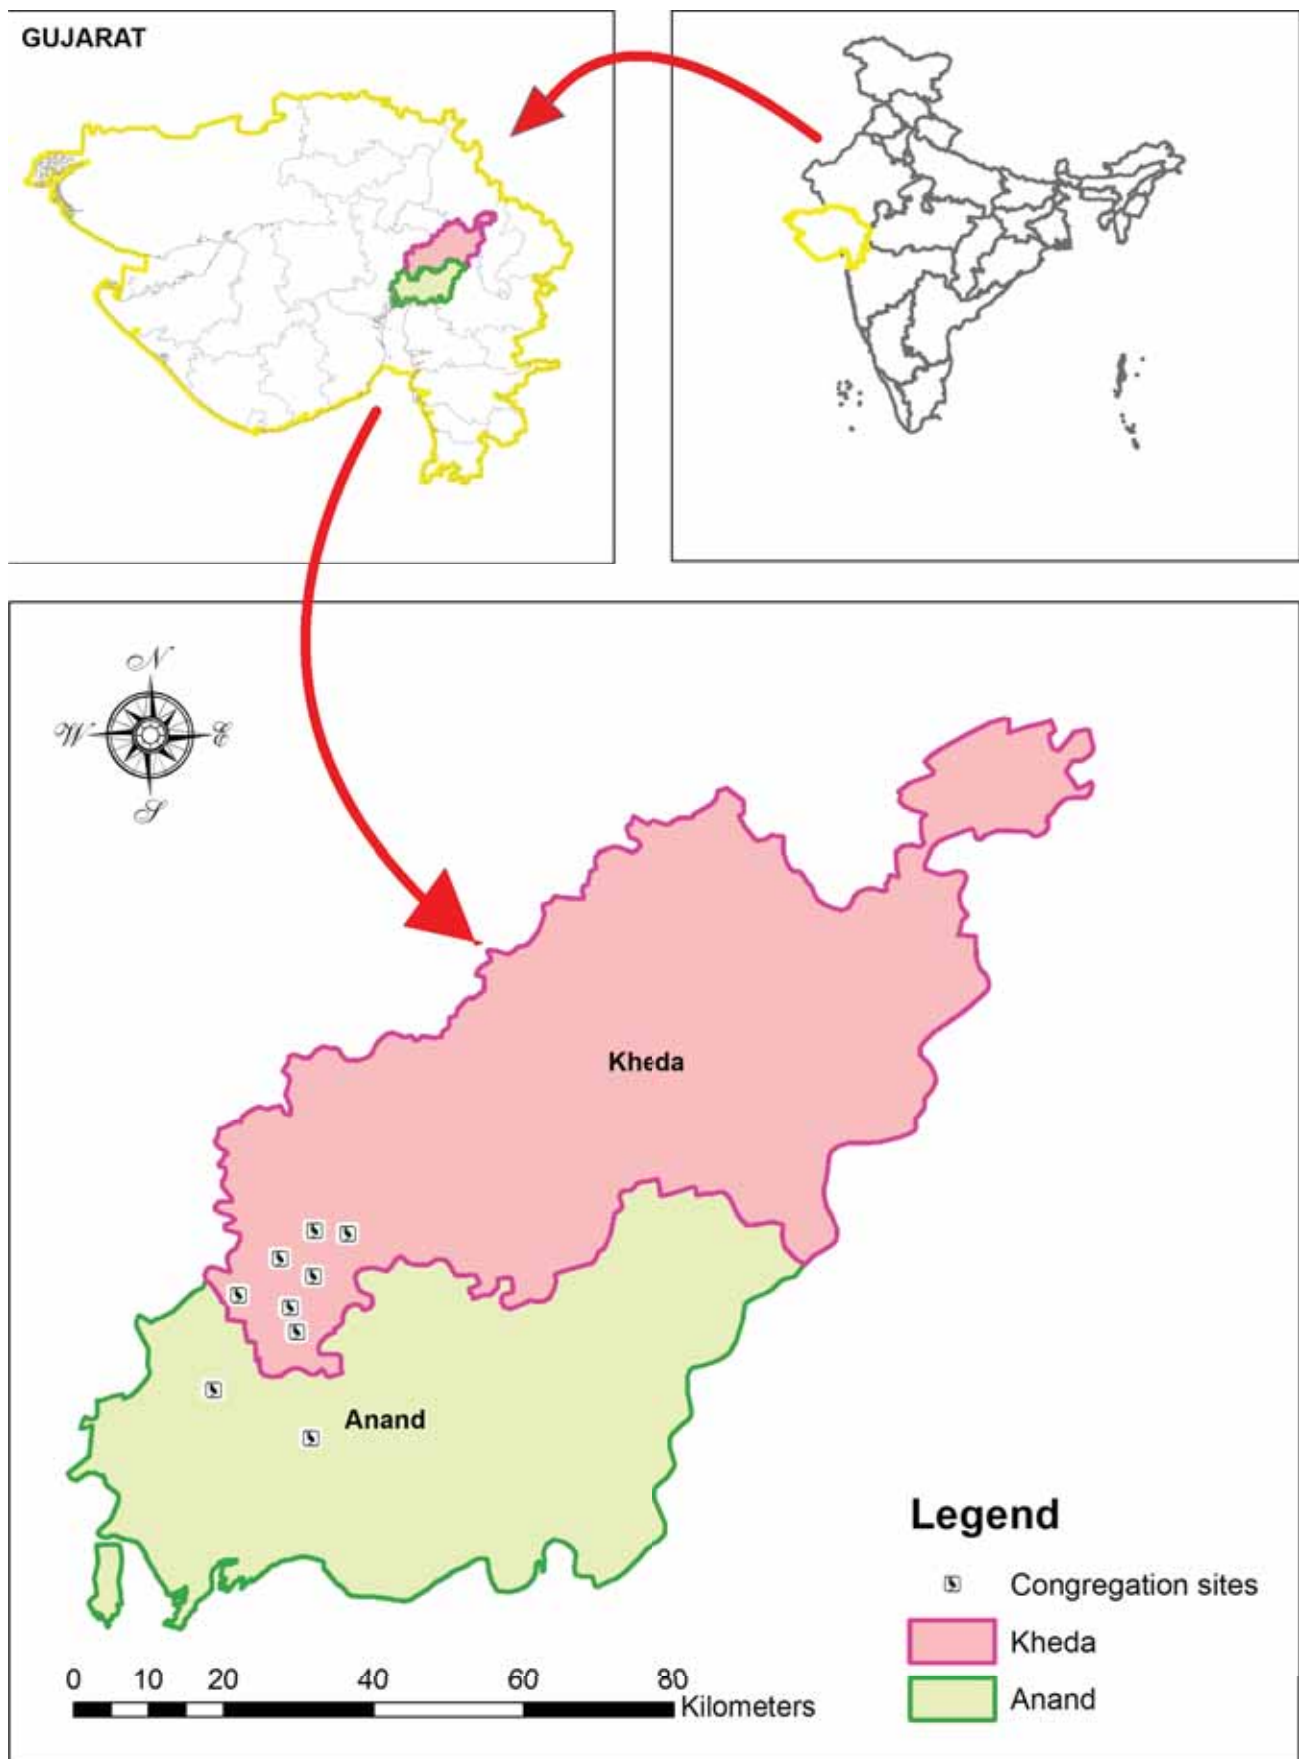 GUJARAT
N
W E
S
Kheda
Anand
Legend
Congregation sites
Kheda
Anand
0 10 20 40 60 80
Kilometers